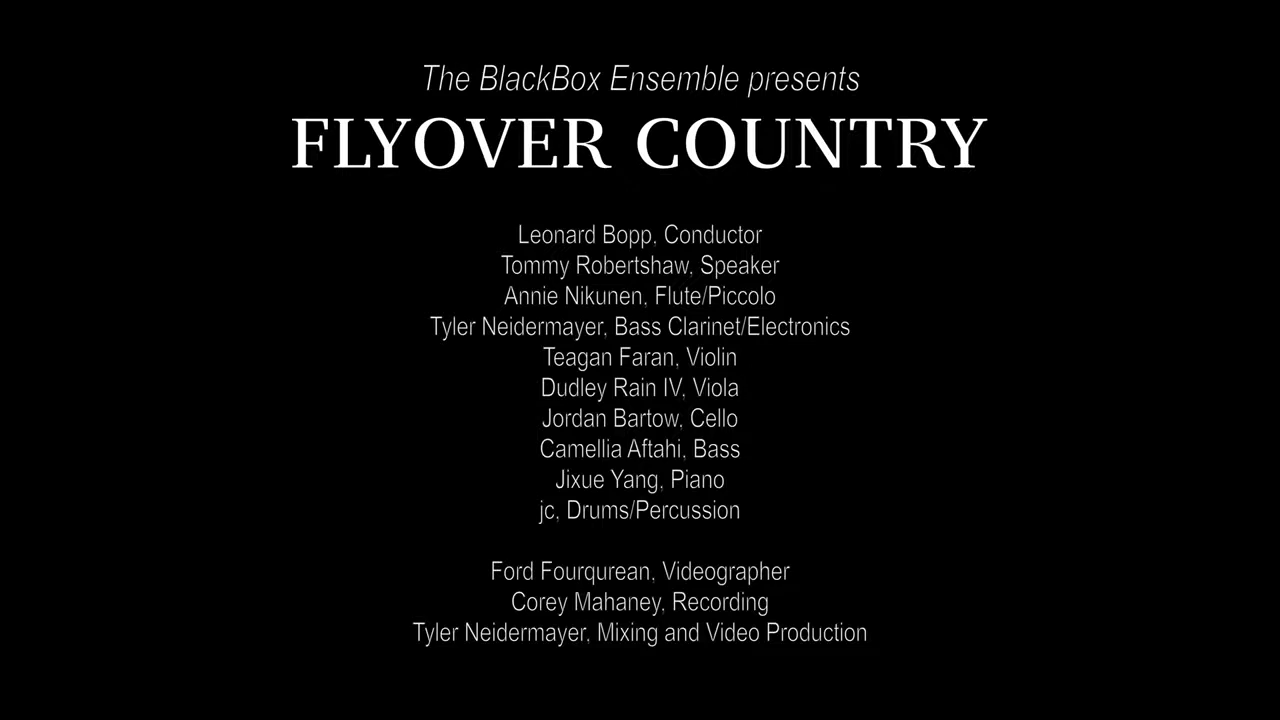 The BlackBox Ensemble presents
FLYOVER COUNTRY
Leonard Bopp, Conductor
Tommy Robertshaw, Speaker
Annie Nikunen, Flute/Piccolo
Tyler Neidermayer, Bass Clarinet/Electronics
Teagan Faran, Violin
Dudley Rain IV, Viola
Jordan Bartow, Cello
Camellia Aftahi, Bass
Jixue Yang, Piano
jc, Drums/Percussion
Ford Fourqurean, Videographer
Corey Mahaney, Recording
Tyler Neidermayer, Mixing and Video Production